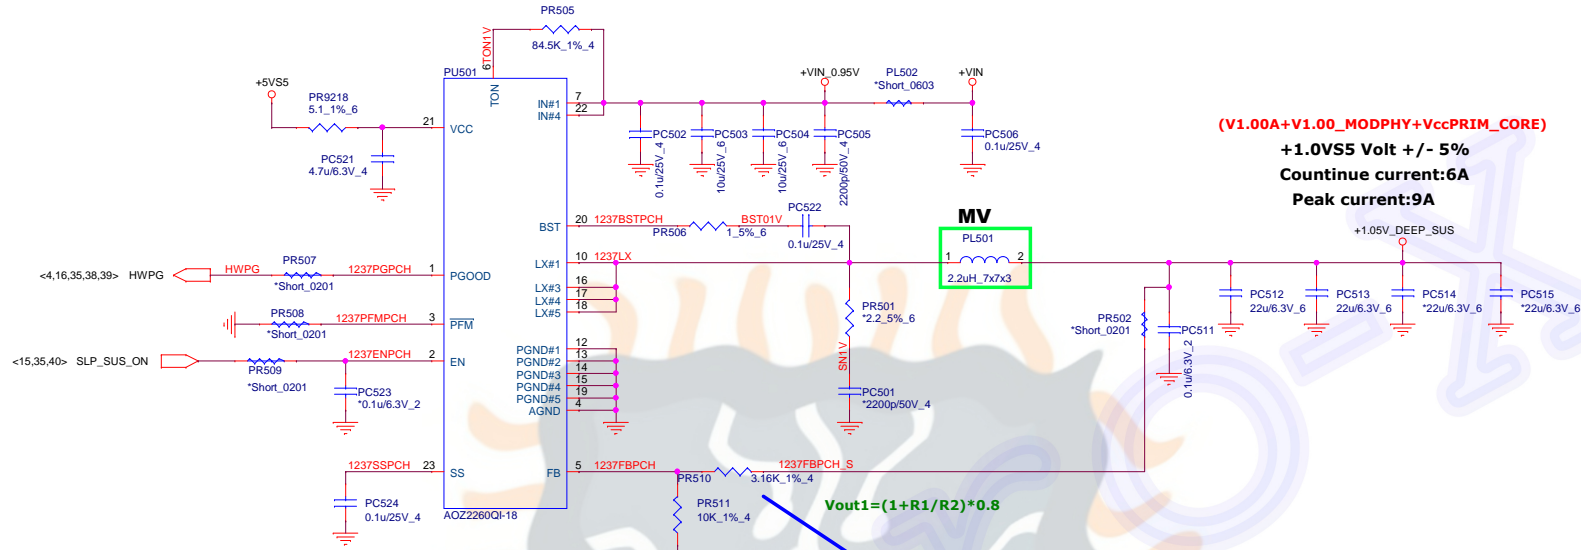 PR505
84.5K_1%_4
6
TON1V
+5VS5
PR9218
5.1_1%_6
PU501
TON
+VIN_0.95V
PL502
*Short_0603
+VIN
IN#1
7
IN#4
22
21
VCC
PC521
4.7u/6.3V_4
PC502
0.1u/25V_4
PC503
10u/25V_6
PC504
10u/25V_6
PC505
2200p/50V_4
PC506
0.1u/25V_4
(V1.00A+V1.00_MODPHY+VccPRIM_CORE)
+1.0VS5 Volt +/- 5%
Countinue current:6A
Peak current:9A
+1.05V_DEEP_SUS
BST
20
1237BSTPCH
PR506
1_5%_6
BST01V
PC522
0.1u/25V_4
MV
PL501
1
2
2.2uH_7x7x3
LX#1
10
1237LX
LX#3
16
LX#4
17
LX#5
18
<4,16,35,38,39> HWPG
HWPG
PR507
*Short_0201
1237PGPCH
1
PGOOD
PR508
*Short_0201
1237PFMPCH
3
PFM
<15,35,40> SLP_SUS_ON
PR509
*Short_0201
1237ENPCH
2
EN
PC523
*0.1u/6.3V_2
PGND#1
12
PGND#2
13
PGND#3
14
PGND#4
15
PGND#5
19
AGND
4
PR501
*2.2_5%_6
SN1V
PC501
*2200p/50V_4
PR502
*Short_0201
PC511
0.1u/6.3V_2
PC512
22u/6.3V_6
PC513
22u/6.3V_6
PC514
*22u/6.3V_6
PC515
*22u/6.3V_6
1237SSPCH
23
SS
PC524
0.1u/25V_4
FB
5
1237FBPCH
PR510
3.16K_1%_4
1237FBPCH_S
PR511
10K_1%_4
Vout1=(1+R1/R2)*0.8
AOZ2260QI-18